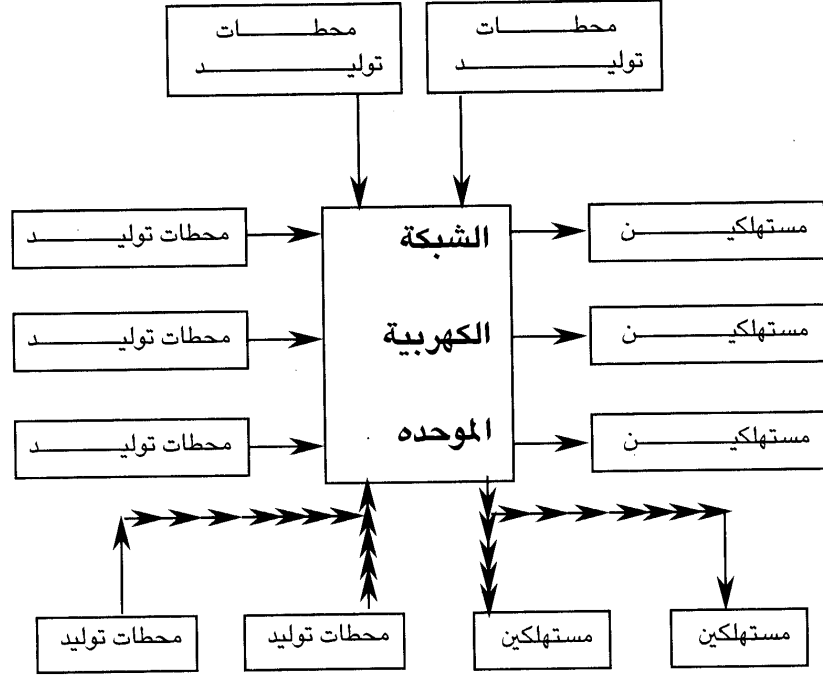 محطات
توليد
محطات
توليد
الشبكة
الكهربية
الموحده
محطات توليد
محطات توليد
محطات توليد
مستهلكين
مستهلكين
مستهلكين
محطات توليد
محطات توليد
مستهلكين
مستهلكين